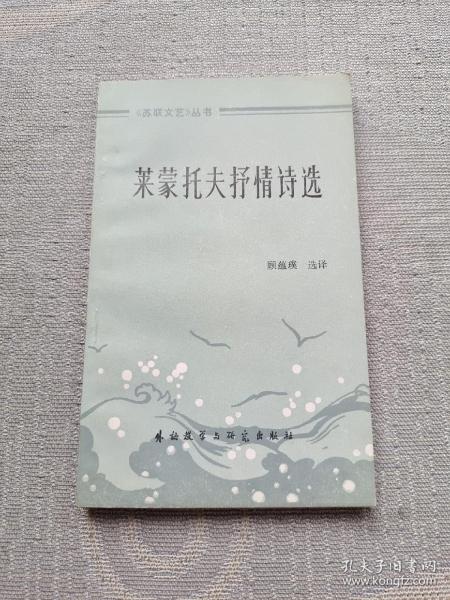 《苏联文艺》丛书
莱蒙托夫抒情诗选
顾蕴璞 选译
外语教学与研究出版社
孔夫子旧书网
www.kongfz.com